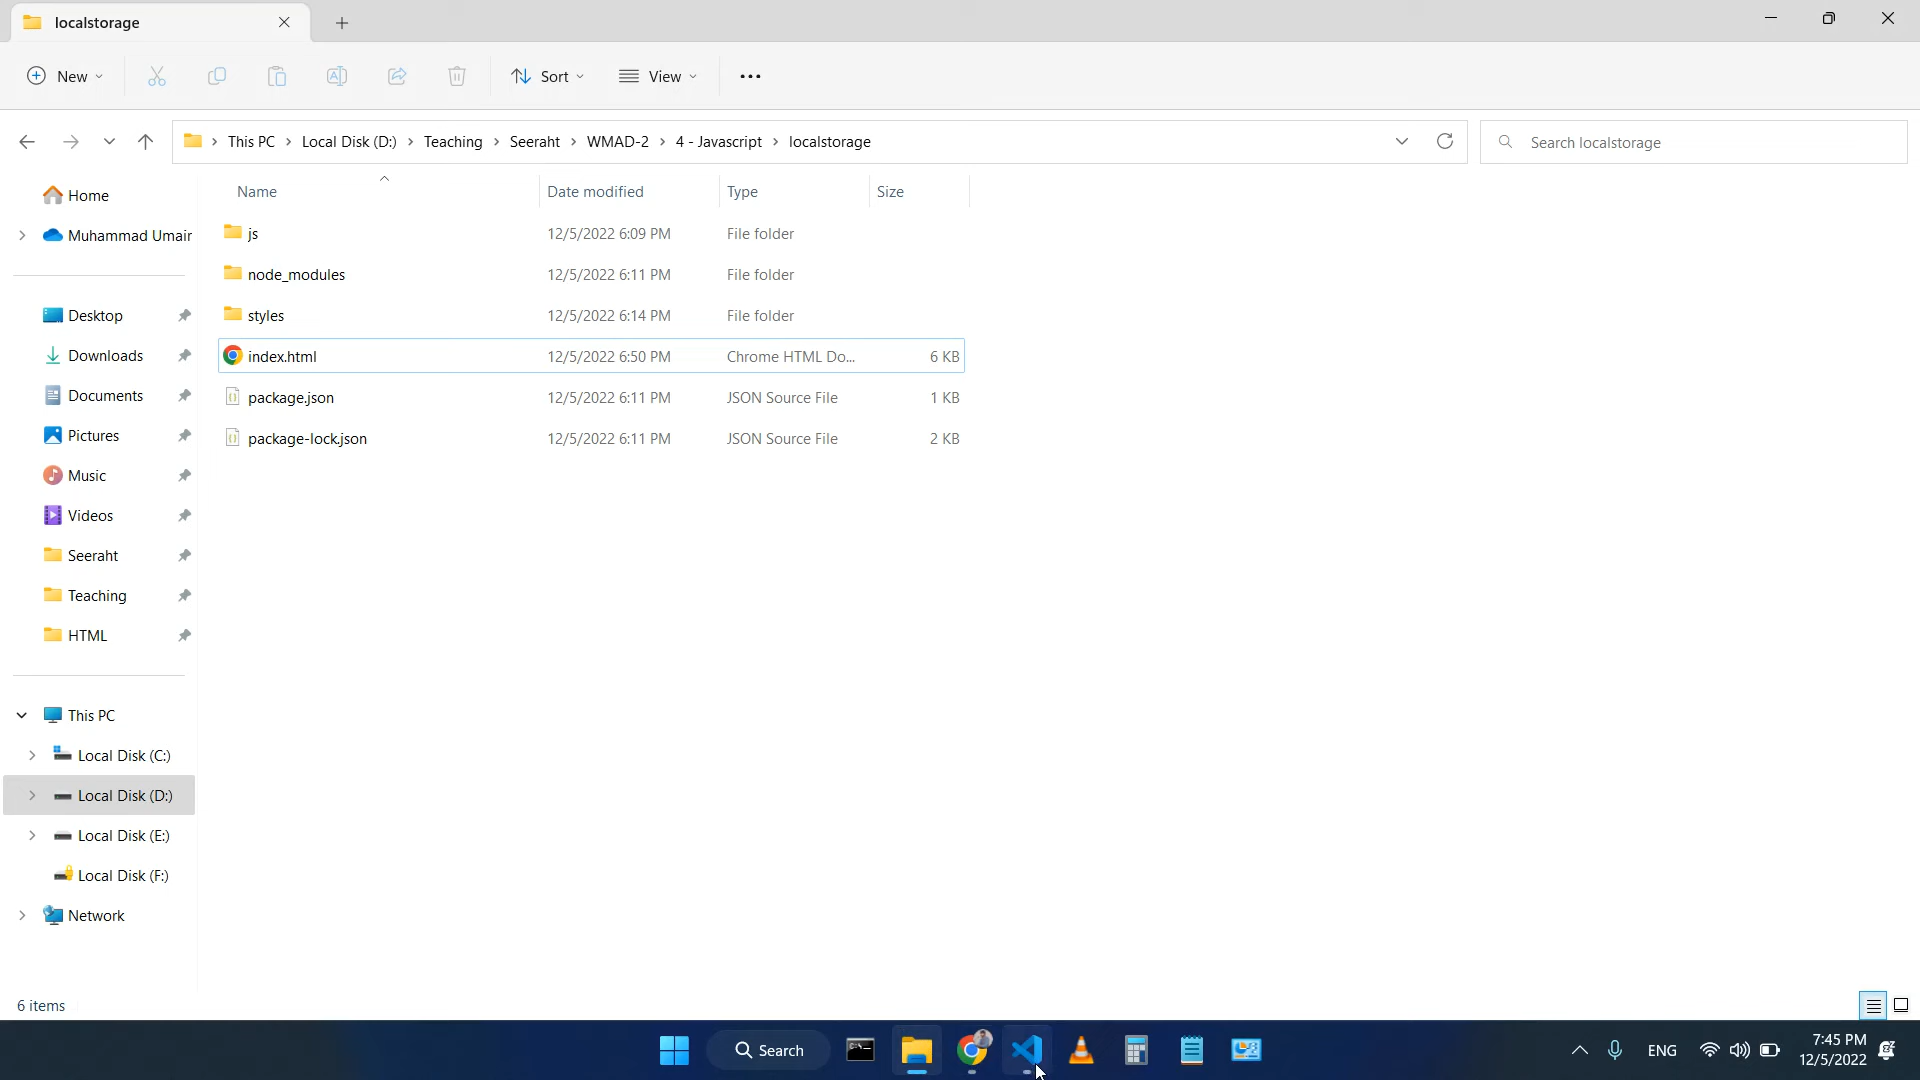 localstorage
New
Sort
View
This PC
Local Disk (D:)
Teaching
Seeraht
WMAD-2
4 - Javascript
localstorage
Search localstorage
Name
Date modified
Type
Size
js 12/5/2022 6:09 PM File folder
node_modules 12/5/2022 6:11 PM File folder
styles 12/5/2022 6:14 PM File folder
index.html 12/5/2022 6:50 PM Chrome HTML Do... 6 KB
package.json 12/5/2022 6:11 PM JSON Source File 1 KB
package-lock.json 12/5/2022 6:11 PM JSON Source File 2 KB
Home
Muhammad Umair
Desktop
Downloads
Documents
Pictures
Music
Videos
Seeraht
Teaching
HTML
This PC
Local Disk (C:)
Local Disk (D:)
Local Disk (E:)
Local Disk (F:)
Network
6 items
Search
ENG
7:45 PM
12/5/2022